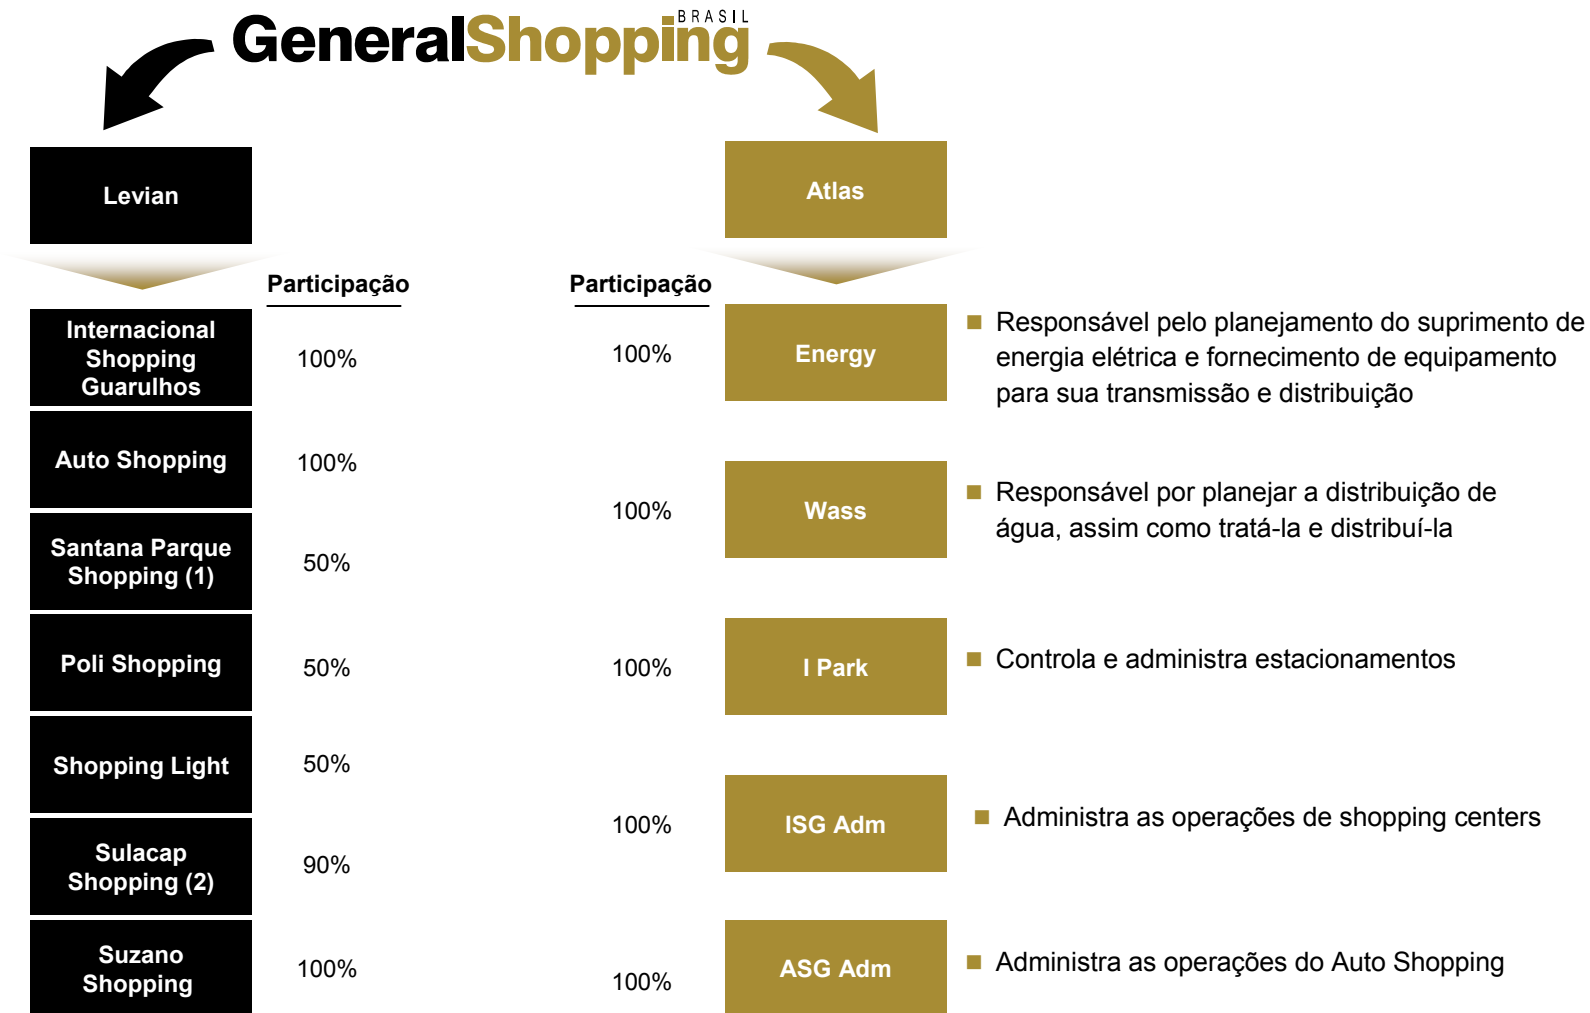 BRASIL
GeneralShopping
Levian
Atlas
Participação
Participação
Internacional
Shopping
Guarulhos
100%
100%
Energy
Responsável pelo planejamento do suprimento de
energia elétrica e fornecimento de equipamento
para sua transmissão e distribuição
Auto Shopping
100%
100%
Wass
Responsável por planejar a distribuição de
água, assim como tratá-la e distribuí-la
Santana Parque
Shopping (1)
50%
Poli Shopping
50%
100%
I Park
Controla e administra estacionamentos
Shopping Light
50%
100%
ISG Adm
Administra as operações de shopping centers
Sulacap
Shopping (2)
90%
Suzano
Shopping
100%
100%
ASG Adm
Administra as operações do Auto Shopping